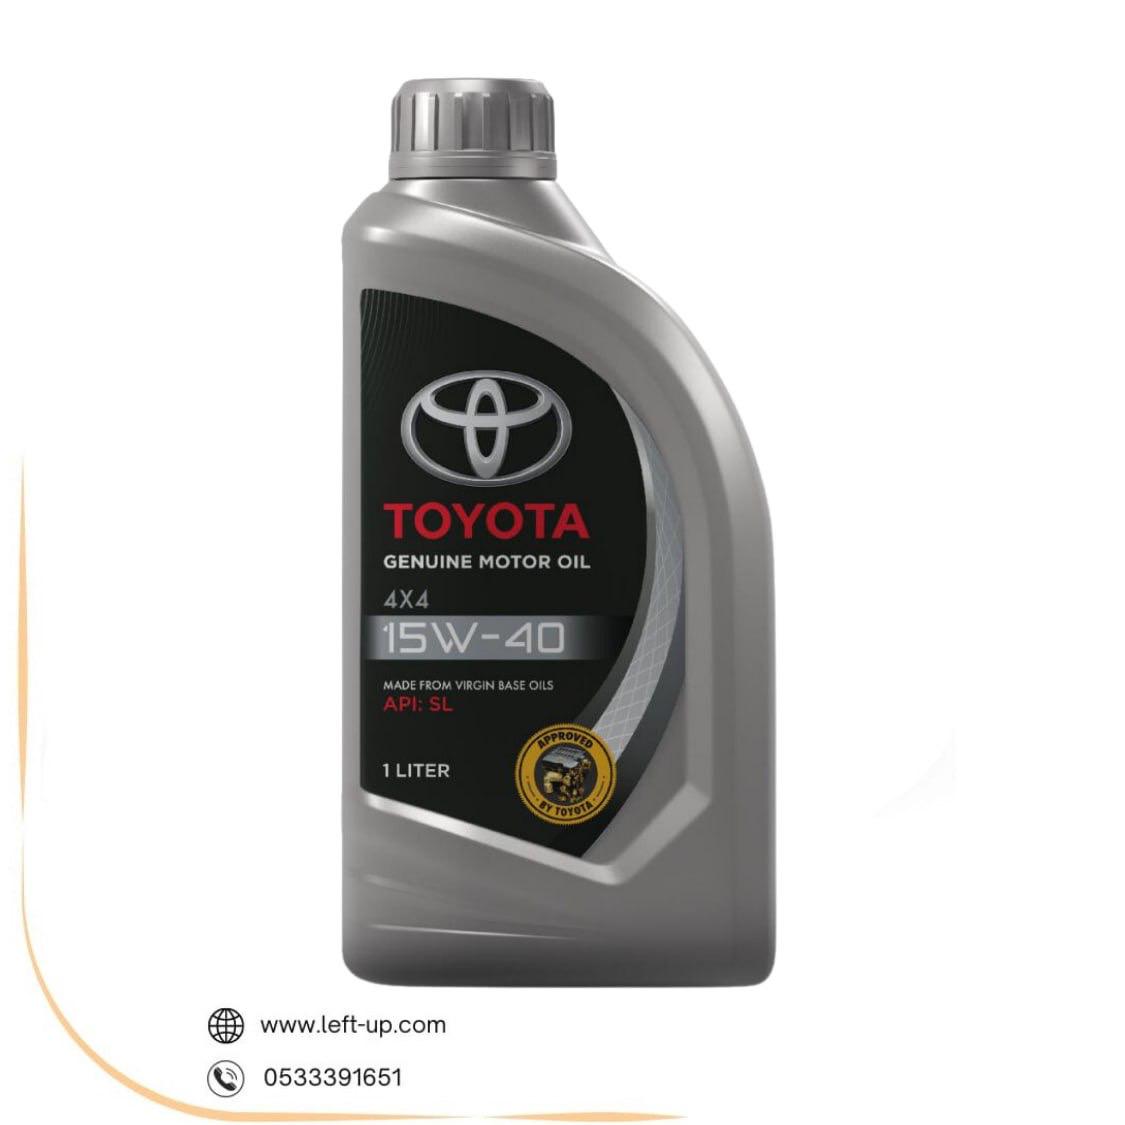 TOYOTA
GENUINE MOTOR OIL
4X4
15W-40
MADE FROM VIRGIN BASE OILS
API: SL
1 LITER
APPROVED
BY TOYOTA
www.left-up.com
0533391651